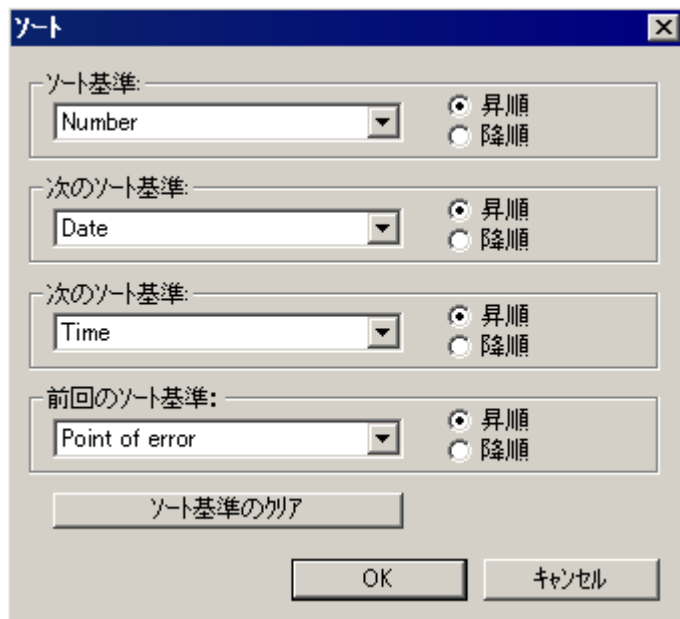 ソート
ソート基準:
Number
昇順
降順
次のソート基準:
Date
昇順
降順
次のソート基準:
Time
昇順
降順
前回のソート基準:
Point of error
昇順
降順
ソート基準のクリア
OK
キャンセル